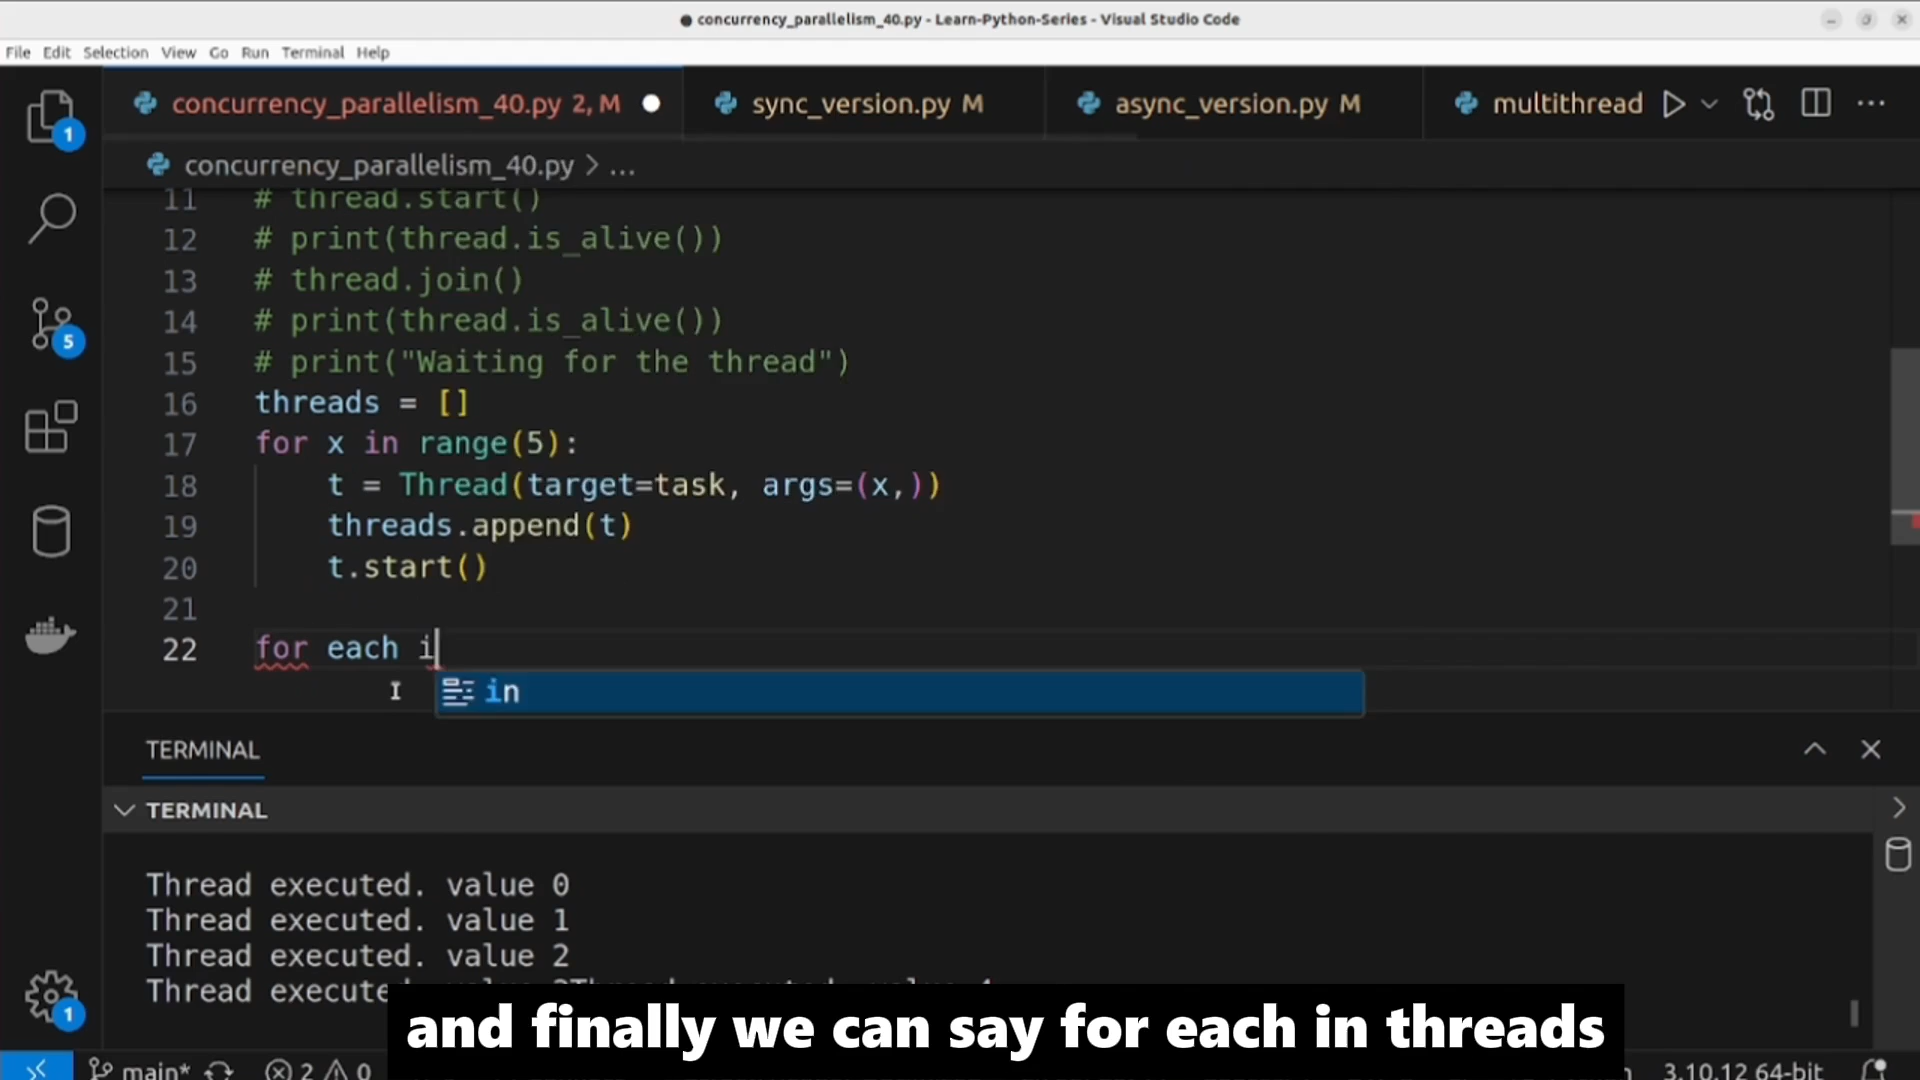 concurrency_parallelism_40.py - Learn-Python-Series - Visual Studio Code
File Edit Selection View Go Run Terminal Help
concurrency_parallelism_40.py 2, M
sync_version.py M
async_version.py M
multithread
concurrency_parallelism_40.py > ...
11 # thread.start()
12 # print(thread.is_alive())
13 # thread.join()
14 # print(thread.is_alive())
15 # print("Waiting for the thread")
16 threads = []
17 for x in range(5):
18 t = Thread(target=task, args=(x,))
19 threads.append(t)
20 t.start()
21
22 for each i
in
1
5
1
TERMINAL
TERMINAL
Thread executed. value 0
Thread executed. value 1
Thread executed. value 2
Thread execute
and finally we can say for each in threads
main* 2 0 3.10.12 64-bit